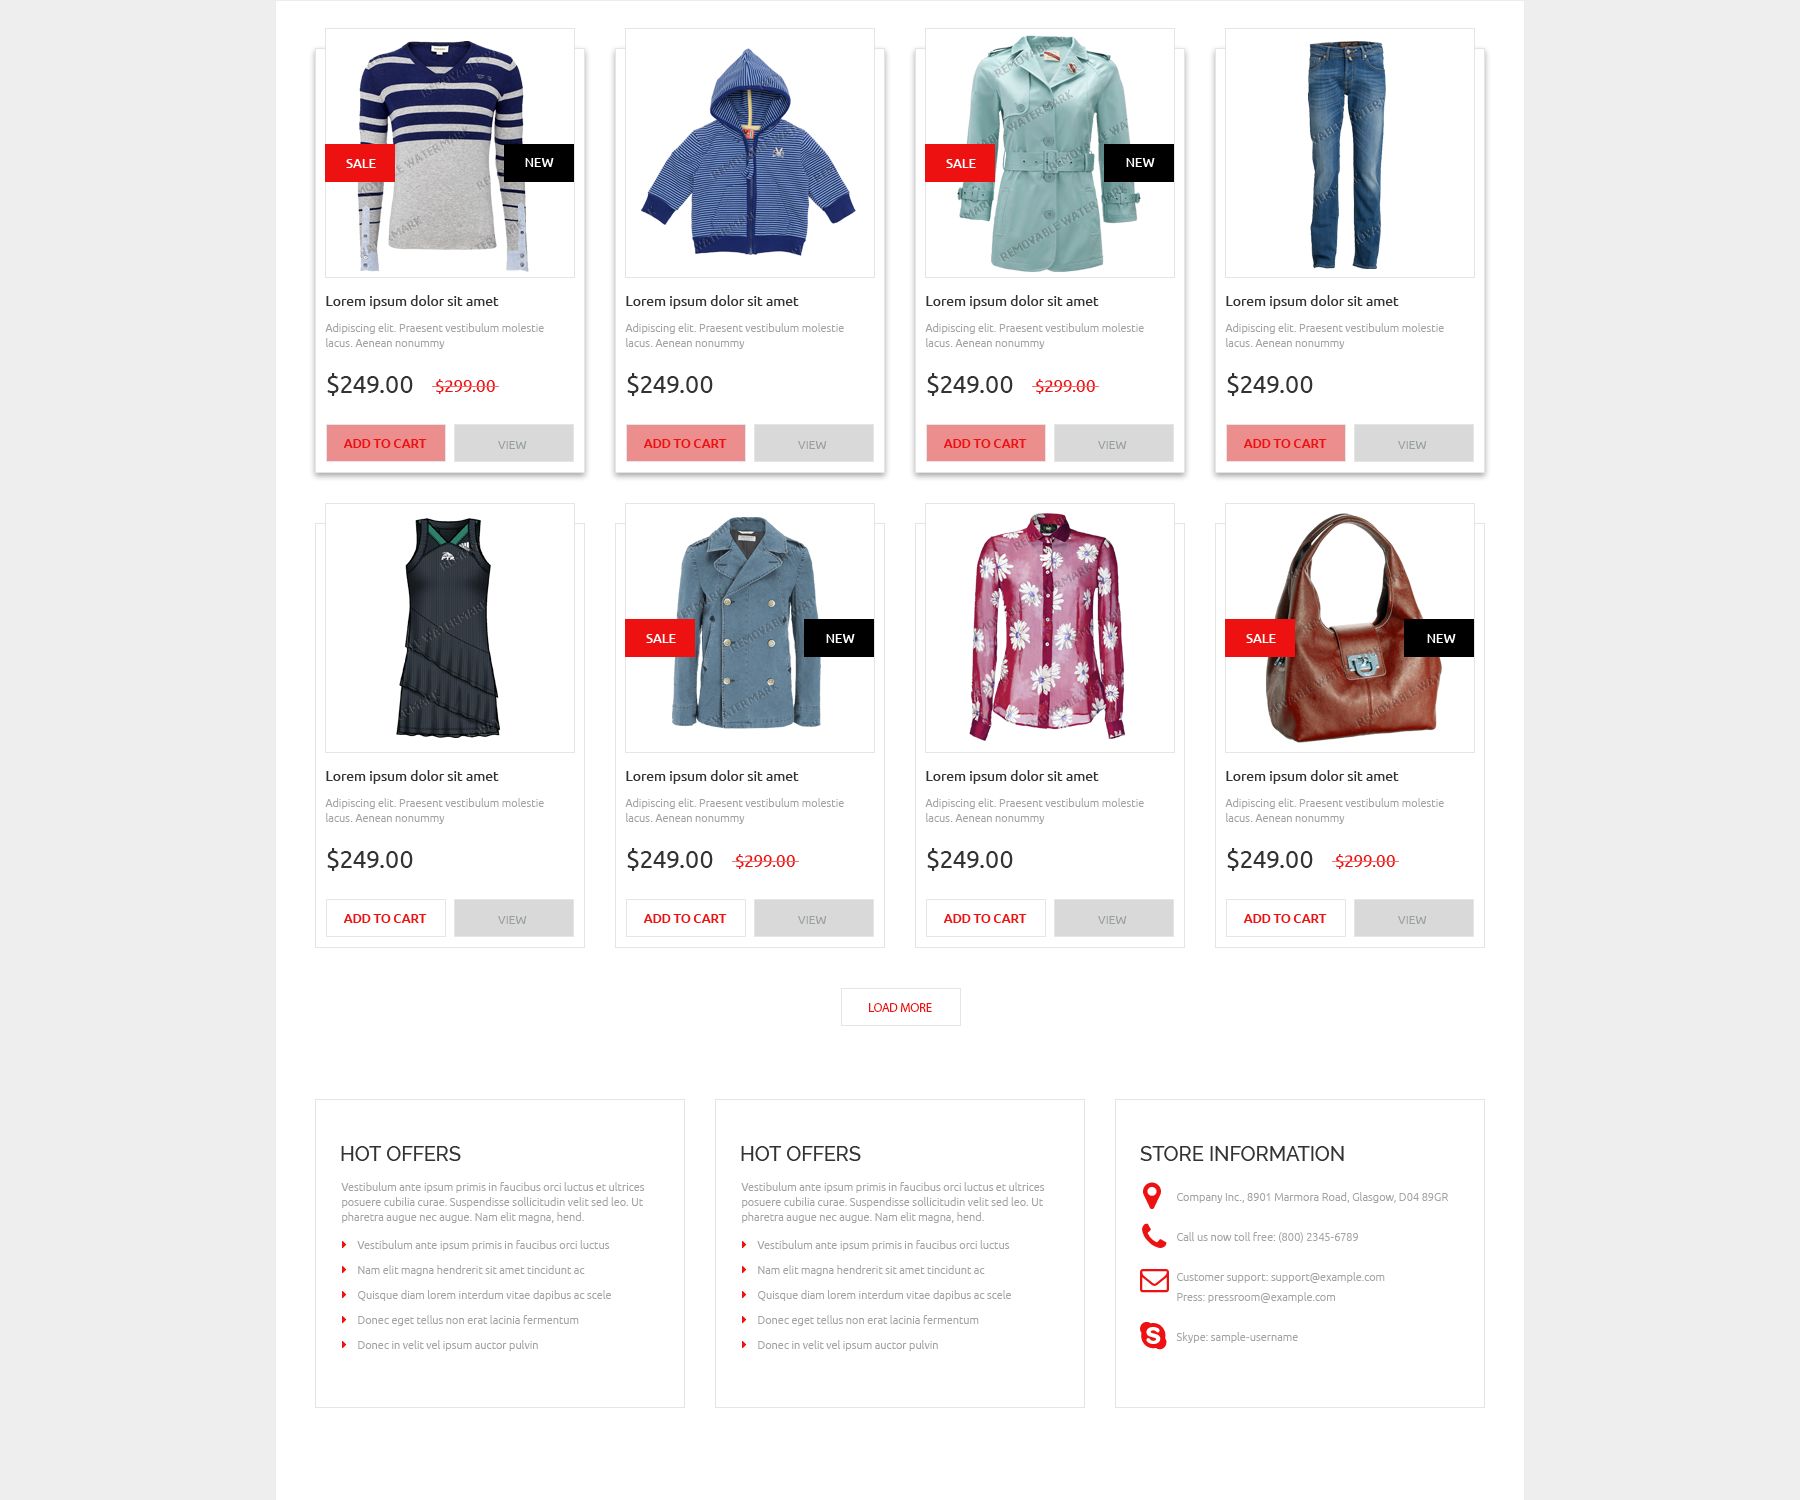 SALE
NEW
SALE
NEW
Lorem ipsum dolor sit amet
Adipiscing elit. Praesent vestibulum molestie
lacus. Aenean nonummy
$249.00 $299.00
ADD TO CART VIEW
Lorem ipsum dolor sit amet
Adipiscing elit. Praesent vestibulum molestie
lacus. Aenean nonummy
$249.00
ADD TO CART VIEW
Lorem ipsum dolor sit amet
Adipiscing elit. Praesent vestibulum molestie
lacus. Aenean nonummy
$249.00 $299.00
ADD TO CART VIEW
Lorem ipsum dolor sit amet
Adipiscing elit. Praesent vestibulum molestie
lacus. Aenean nonummy
$249.00
ADD TO CART VIEW
SALE
NEW
SALE
NEW
Lorem ipsum dolor sit amet
Adipiscing elit. Praesent vestibulum molestie
lacus. Aenean nonummy
$249.00
ADD TO CART VIEW
Lorem ipsum dolor sit amet
Adipiscing elit. Praesent vestibulum molestie
lacus. Aenean nonummy
$249.00 $299.00
ADD TO CART VIEW
Lorem ipsum dolor sit amet
Adipiscing elit. Praesent vestibulum molestie
lacus. Aenean nonummy
$249.00
ADD TO CART VIEW
Lorem ipsum dolor sit amet
Adipiscing elit. Praesent vestibulum molestie
lacus. Aenean nonummy
$249.00 $299.00
ADD TO CART VIEW
REMOVABLE WATERMARK
LOAD MORE
HOT OFFERS
Vestibulum ante ipsum primis in faucibus orci luctus et ultrices
posuere cubilia curae. Suspendisse sollicitudin velit sed leo. Ut
pharetra augue nec augue. Nam elit magna, hend.
Vestibulum ante ipsum primis in faucibus orci luctus
Nam elit magna hendrerit sit amet tincidunt ac
Quisque diam lorem interdum vitae dapibus ac scele
Donec eget tellus non erat lacinia fermentum
Donec in velit vel ipsum auctor pulvin
HOT OFFERS
Vestibulum ante ipsum primis in faucibus orci luctus et ultrices
posuere cubilia curae. Suspendisse sollicitudin velit sed leo. Ut
pharetra augue nec augue. Nam elit magna, hend.
Vestibulum ante ipsum primis in faucibus orci luctus
Nam elit magna hendrerit sit amet tincidunt ac
Quisque diam lorem interdum vitae dapibus ac scele
Donec eget tellus non erat lacinia fermentum
Donec in velit vel ipsum auctor pulvin
STORE INFORMATION
Company Inc., 8901 Marmora Road, Glasgow, D04 89GR
Call us now toll free: (800) 2345-6789
Customer support: support@example.com
Press: pressroom@example.com
Skype: sample-username